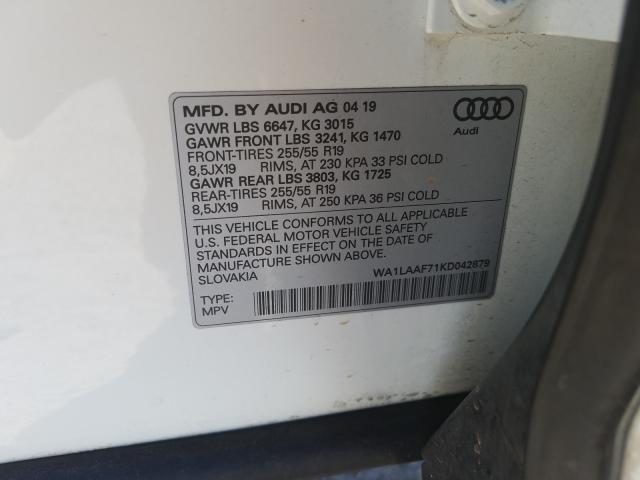 MFD. BY AUDI AG 04 19
GVWR LBS 6647, KG 3015
GAWR FRONT LBS 3241, KG 1470
FRONT-TIRES 255/55 R19
8,5JX19 RIMS, AT 230 KPA 33 PSI COLD
GAWR REAR LBS 3803, KG 1725
REAR-TIRES 255/55 R19
8,5JX19 RIMS, AT 250 KPA 36 PSI COLD
Audi
THIS VEHICLE CONFORMS TO ALL APPLICABLE
U.S. FEDERAL MOTOR VEHICLE SAFETY
STANDARDS IN EFFECT ON THE DATE OF
MANUFACTURE SHOWN ABOVE.
SLOVAKIA
WA1LAAF71KD042879
TYPE:
MPV